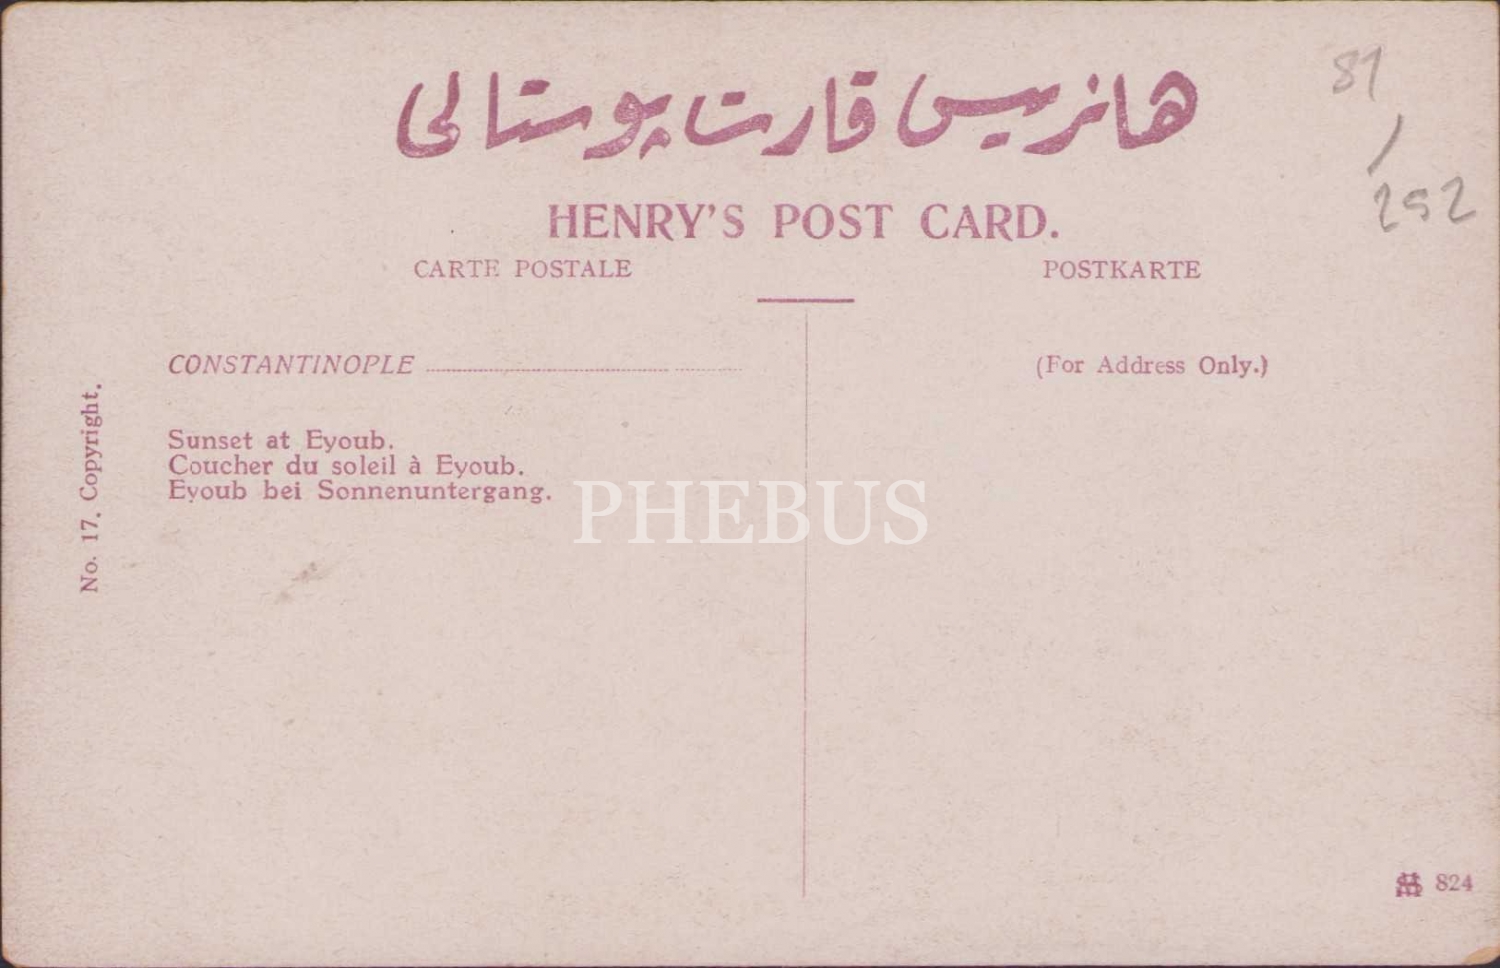 هانریس قارت پوستالی
HENRY'S POST CARD.
CARTE POSTALE
POSTKARTE
CONSTANTINOPLE
(For Address Only.)
Sunset at Eyoub.
Coucher du soleil à Eyoub.
Eyoub bei Sonnenuntergang.
No. 17. Copyright.
PHEBUS
81
/
252
824